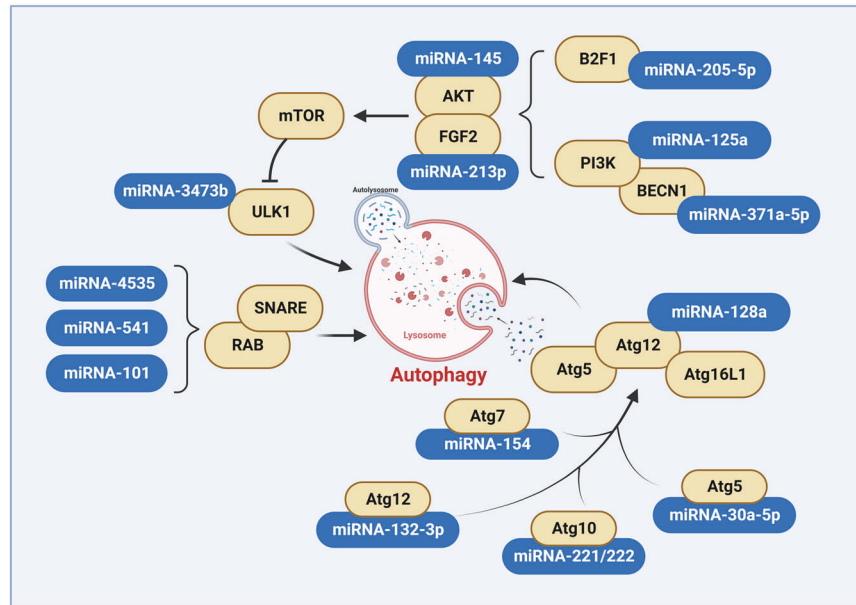 miRNA-145
AKT
FGF2
miRNA-213p
B2F1
miRNA-205-5p
miRNA-125a
PI3K
BECN1
miRNA-371a-5p
mTOR
miRNA-3473b
ULK1
Autolysosome
miRNA-4535
miRNA-541
miRNA-101
SNARE
RAB
Lysosome
Autophagy
miRNA-128a
Atg12
Atg5
Atg16L1
Atg7
miRNA-154
Atg12
miRNA-132-3p
Atg10
miRNA-221/222
Atg5
miRNA-30a-5p